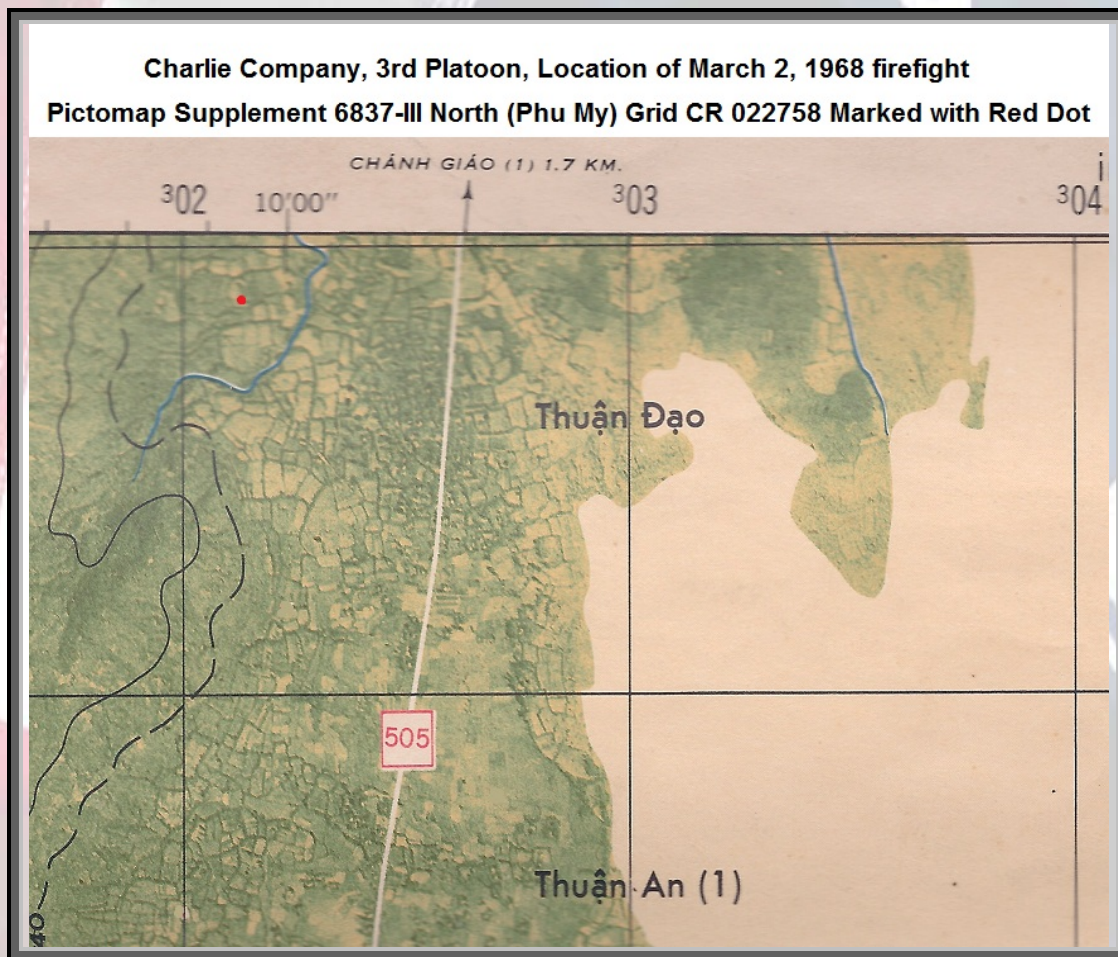 Charlie Company, 3rd Platoon, Location of March 2, 1968 firefight
Pictomap Supplement 6837-III North (Phu My) Grid CR 022758 Marked with Red Dot
CHÁNH GIÁO (1) 1.7 KM.
³02 10'00" ³03 ³04
Thuận Đạo
505
Thuận An (1)
40